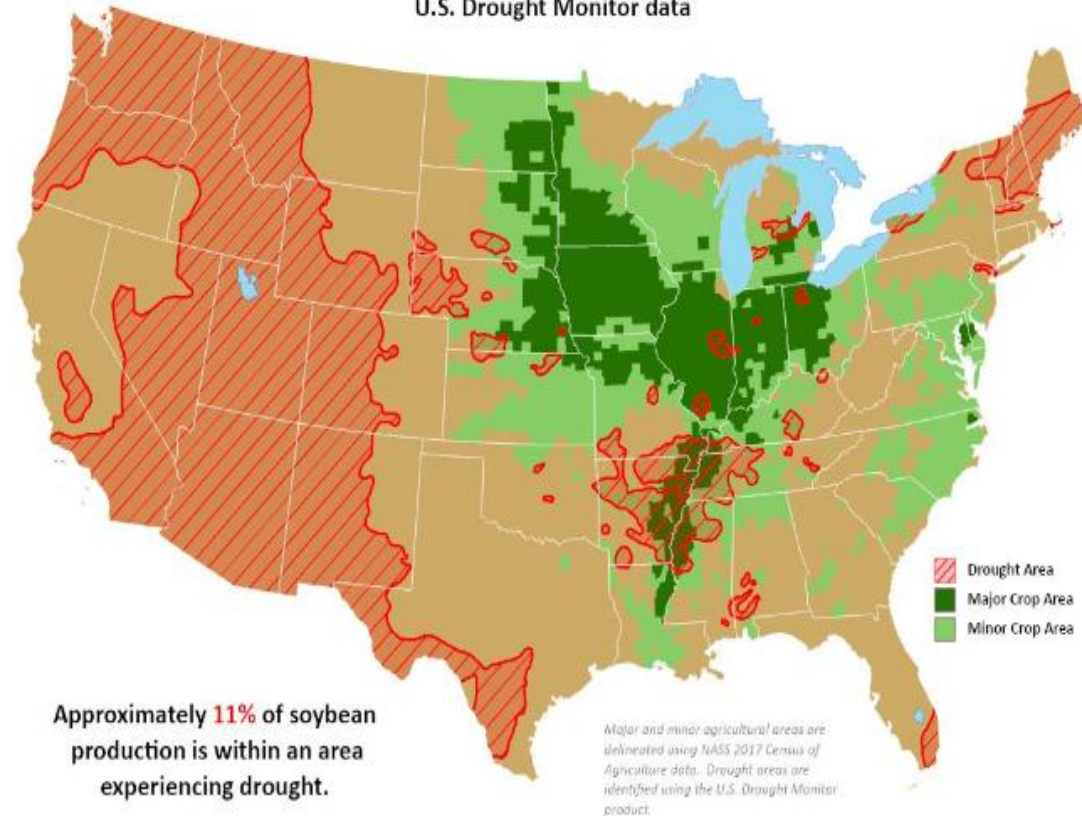 U.S. Drought Monitor data
Drought Area
Major Crop Area
Minor Crop Area
Approximately 11% of soybean
production is within an area
experiencing drought.
Major and minor agricultural areas are
delineated using NASS 2017 Census of
Agriculture data. Drought areas are
identified using the U.S. Drought Monitor
product.